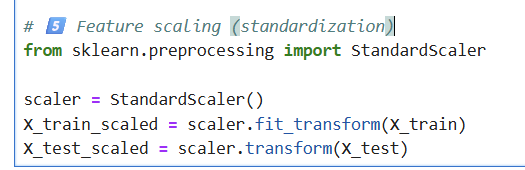 # 5️⃣ Feature scaling (standardization)
from sklearn.preprocessing import StandardScaler
scaler = StandardScaler()
X_train_scaled = scaler.fit_transform(X_train)
X_test_scaled = scaler.transform(X_test)